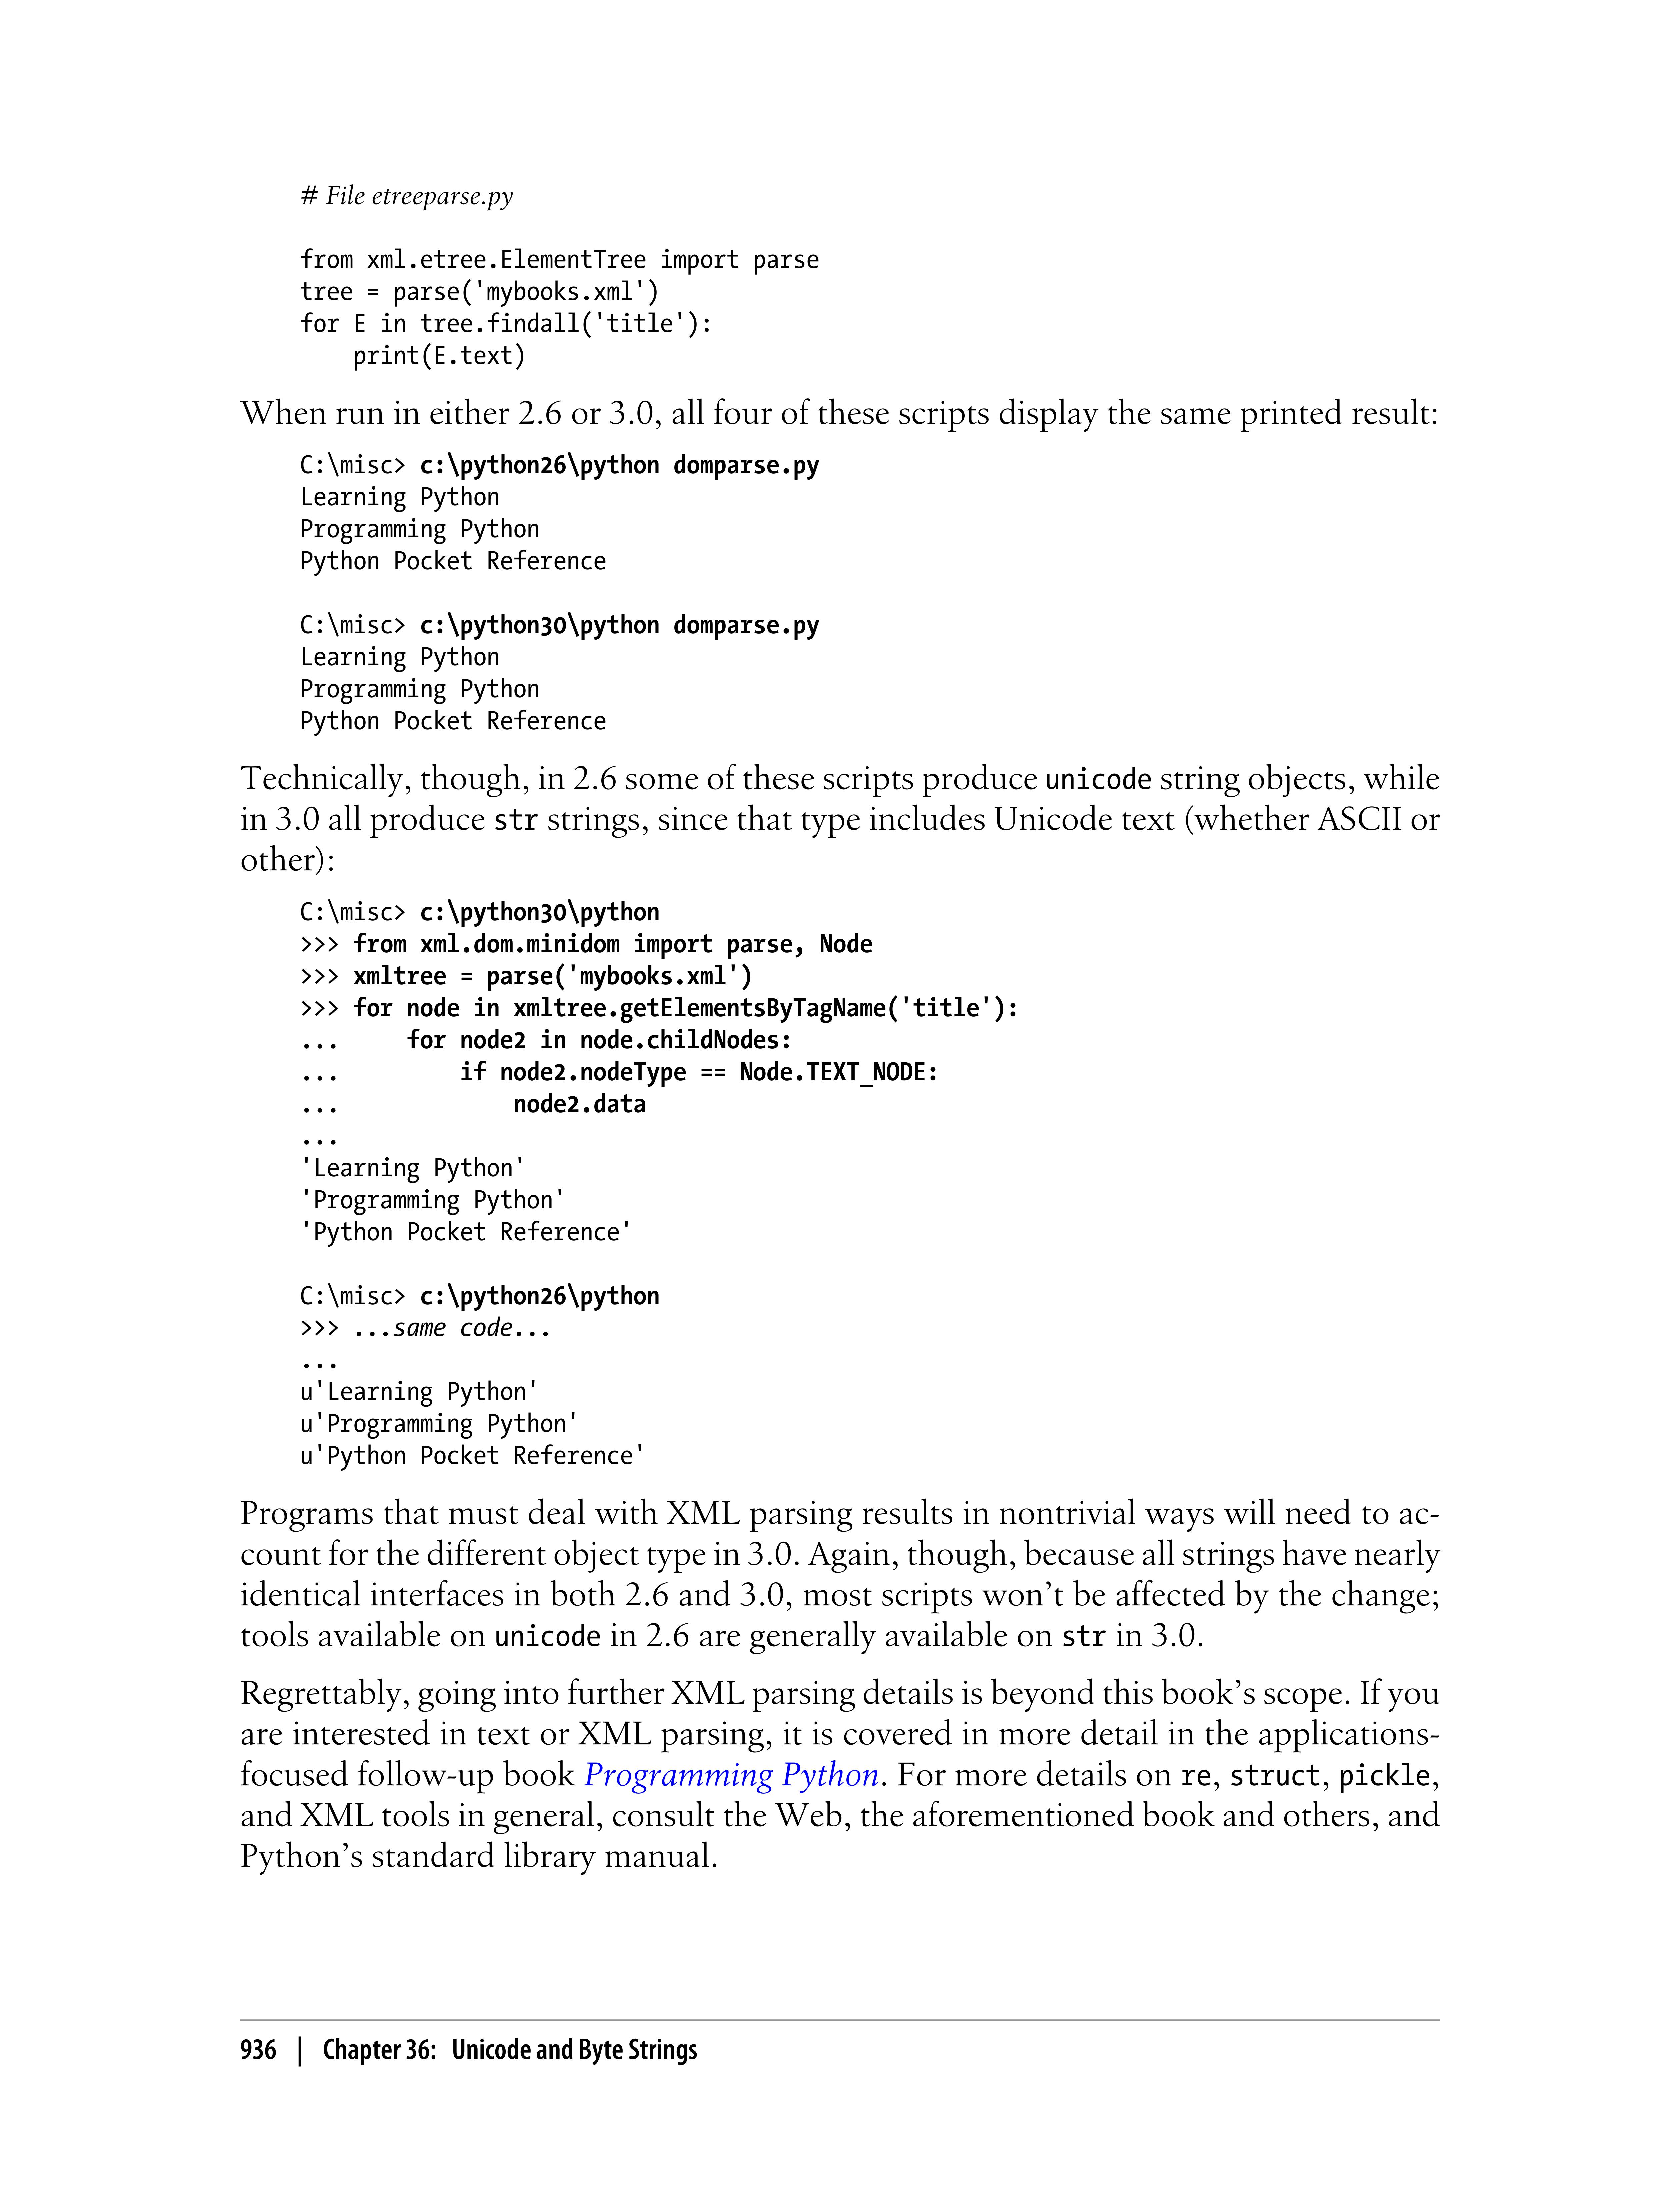 # File etreeparse.py
from xml.etree.ElementTree import parse
tree = parse('mybooks.xml')
for E in tree.findall('title'):
    print(E.text)
When run in either 2.6 or 3.0, all four of these scripts display the same printed result:
C:\misc> c:\python26\python domparse.py
Learning Python
Programming Python
Python Pocket Reference
C:\misc> c:\python30\python domparse.py
Learning Python
Programming Python
Python Pocket Reference
Technically, though, in 2.6 some of these scripts produce unicode string objects, while
in 3.0 all produce str strings, since that type includes Unicode text (whether ASCII or
other):
C:\misc> c:\python30\python
>>> from xml.dom.minidom import parse, Node
>>> xmltree = parse('mybooks.xml')
>>> for node in xmltree.getElementsByTagName('title'):
...     for node2 in node.childNodes:
...         if node2.nodeType == Node.TEXT_NODE:
...             node2.data
...
'Learning Python'
'Programming Python'
'Python Pocket Reference'
C:\misc> c:\python26\python
>>> ...same code...
...
u'Learning Python'
u'Programming Python'
u'Python Pocket Reference'
Programs that must deal with XML parsing results in nontrivial ways will need to ac-
count for the different object type in 3.0. Again, though, because all strings have nearly
identical interfaces in both 2.6 and 3.0, most scripts won’t be affected by the change;
tools available on unicode in 2.6 are generally available on str in 3.0.
Regrettably, going into further XML parsing details is beyond this book’s scope. If you
are interested in text or XML parsing, it is covered in more detail in the applications-
focused follow-up book Programming Python. For more details on re, struct, pickle,
and XML tools in general, consult the Web, the aforementioned book and others, and
Python’s standard library manual.
936 | Chapter 36: Unicode and Byte Strings